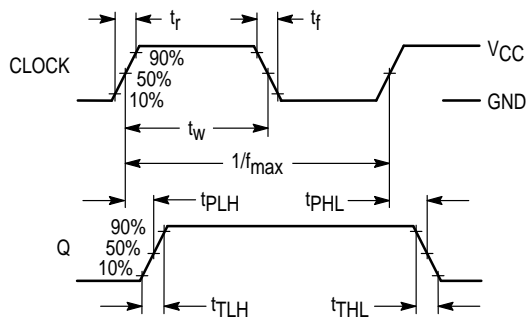 tr
tf
CLOCK
90%
50%
10%
VCC
GND
tw
1/fmax
tPLH
tPHL
Q
90%
50%
10%
tTLH
tTHL